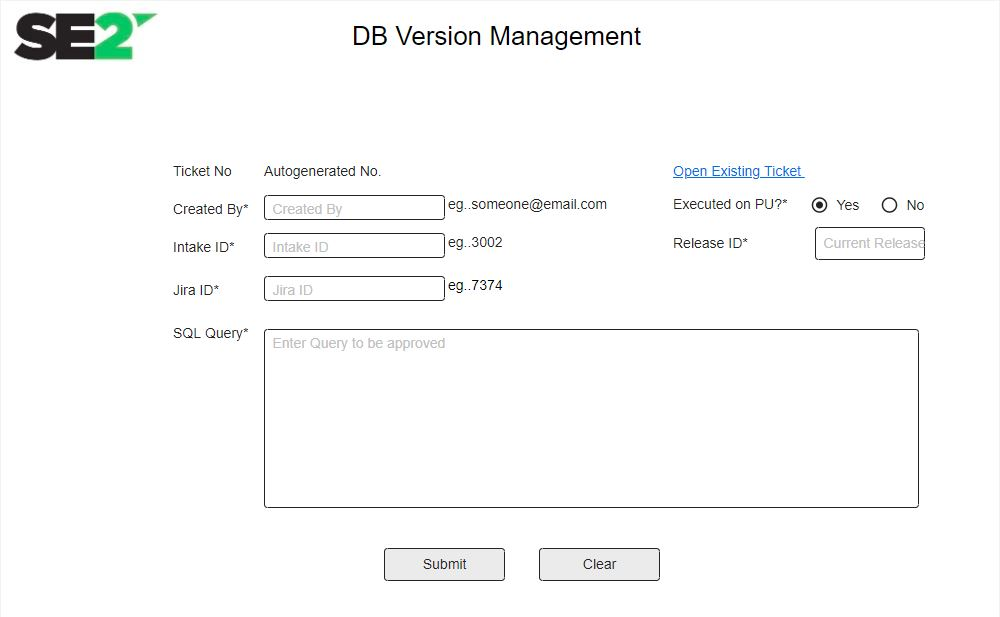 SE2
DB Version Management
Ticket No Autogenerated No. Open Existing Ticket
Created By* Created By eg..someone@email.com Executed on PU?* Yes No
Intake ID* Intake ID eg..3002 Release ID* Current Release
Jira ID* Jira ID eg..7374
SQL Query* Enter Query to be approved
Submit Clear